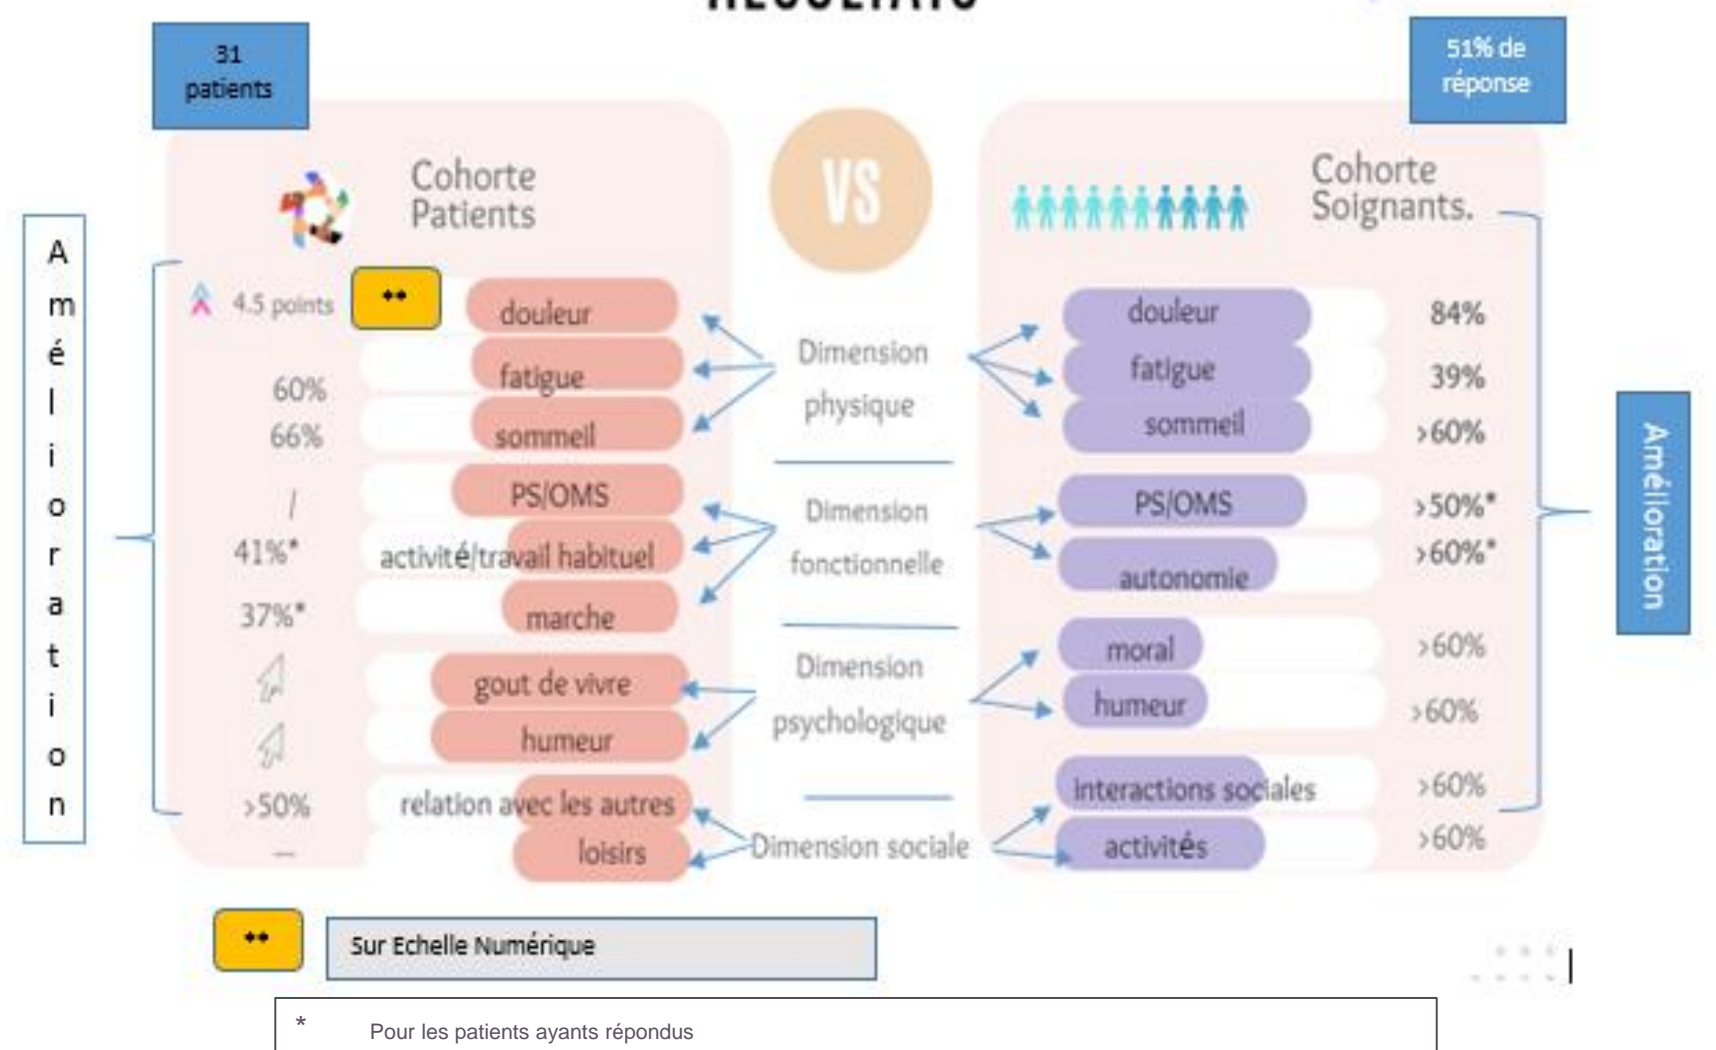 RESULTATS
31
patients
51% de
réponse
Amélioration
Cohorte
Patients
VS
Cohorte
Soignants.
4.5 points
**
douleur
60%
fatigue
66%
sommeil
/
PS/OMS
41%*
activité/travail habituel
37%*
marche
gout de vivre
humeur
>50%
relation avec les autres
—
loisirs
Dimension
physique
Dimension
fonctionnelle
Dimension
psychologique
Dimension sociale
douleur
84%
fatigue
39%
sommeil
>60%
PS/OMS
>50%*
autonomie
>60%*
moral
>60%
humeur
>60%
interactions sociales
>60%
activités
>60%
Amélioration
**
Sur Echelle Numérique
* Pour les patients ayants répondus